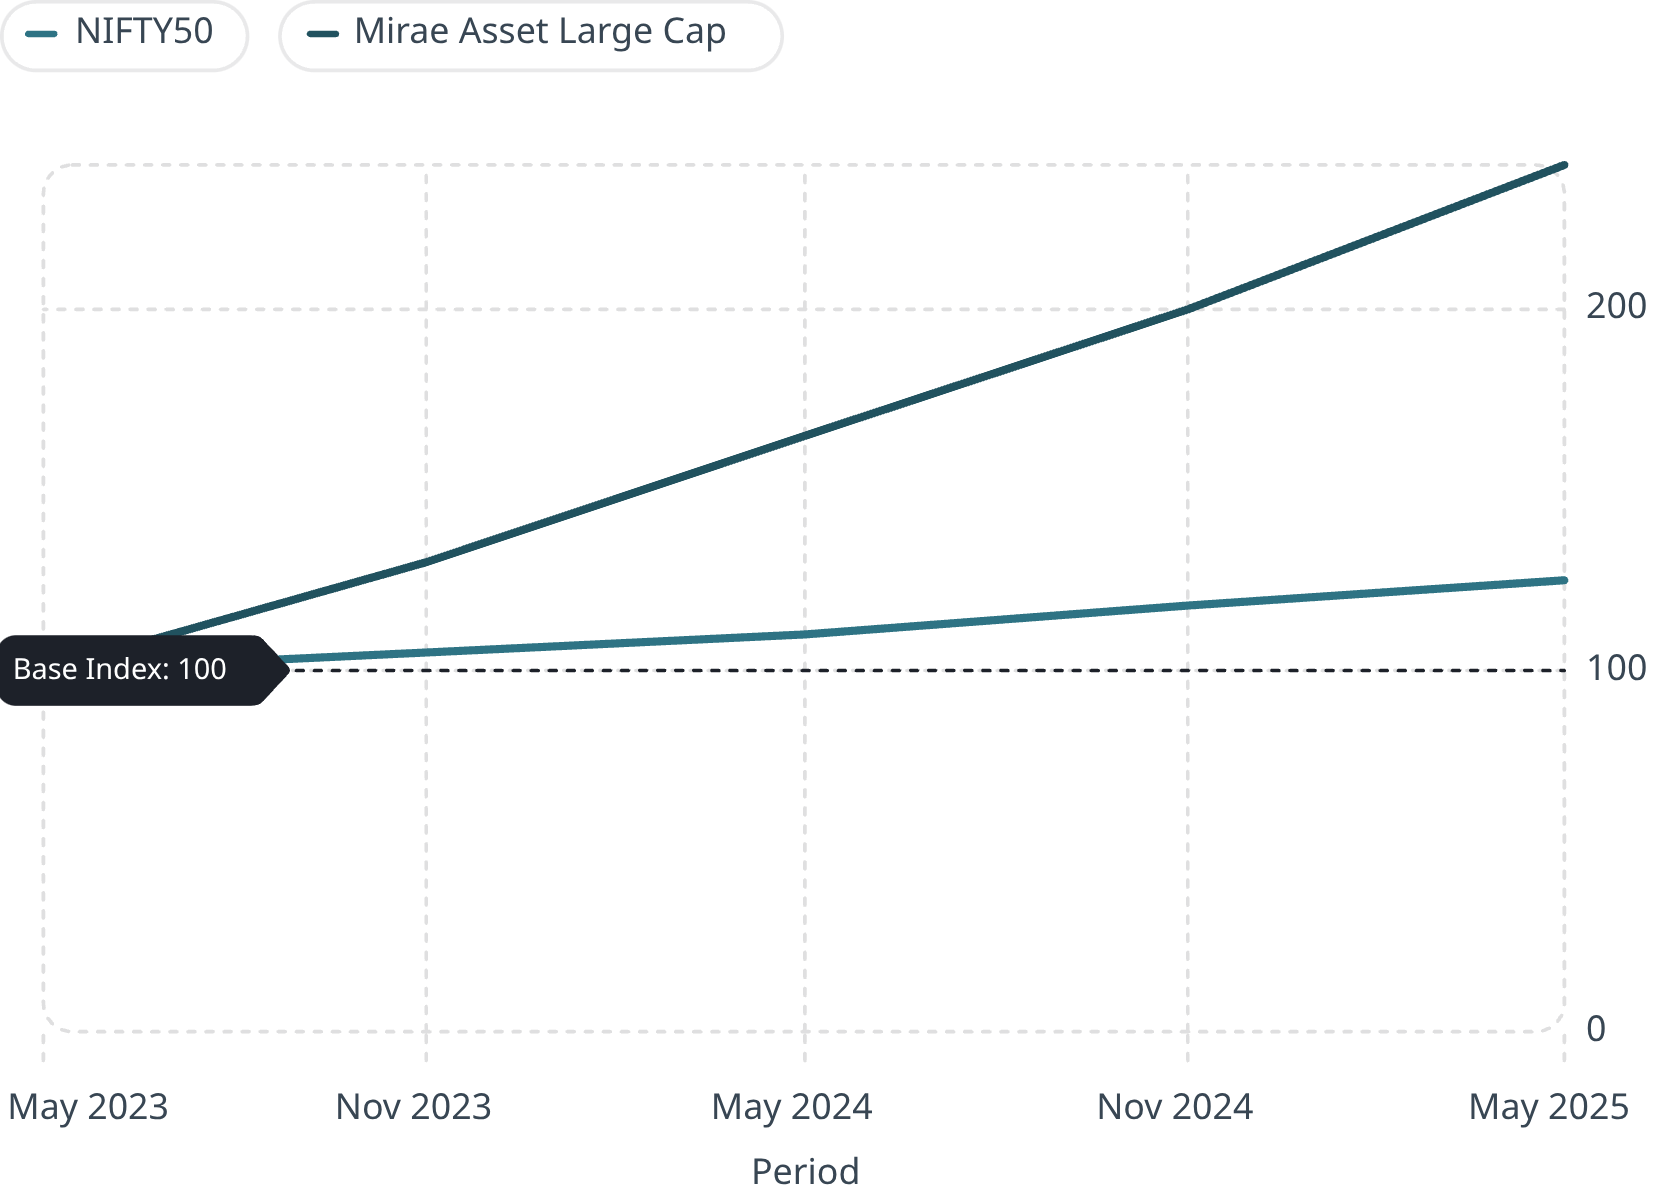 NIFTY50
Mirae Asset Large Cap
200
Base Index: 100
100
0
May 2023
Nov 2023
May 2024
Nov 2024
May 2025
Period